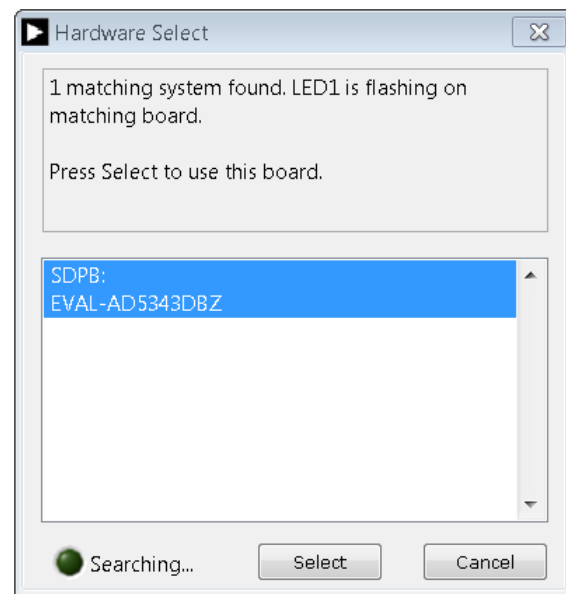 Hardware Select
1 matching system found. LED1 is flashing on
matching board.
Press Select to use this board.
SDPB:
EVAL-AD5343DBZ
Searching...
Select
Cancel